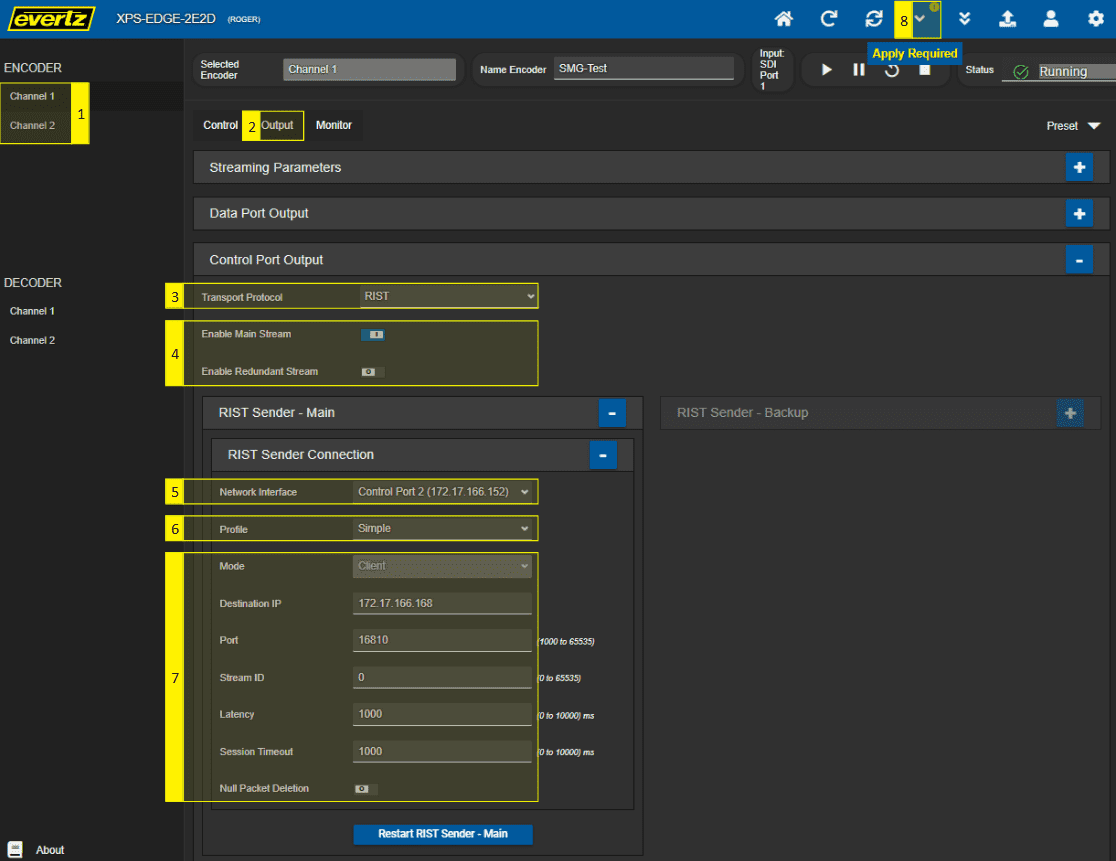 evertz XPS-EDGE-2E2D (ROGER)
8
Apply Required
ENCODER
Channel 1
Channel 2
1
Selected Encoder
Channel 1
Name Encoder
SMG-Test
Input:
SDI
Port
1
Status
Running
Control
2
Output
Monitor
Preset
Streaming Parameters
Data Port Output
Control Port Output
DECODER
Channel 1
Channel 2
3
Transport Protocol RIST
4
Enable Main Stream
Enable Redundant Stream
RIST Sender - Main
RIST Sender - Backup
RIST Sender Connection
5
Network Interface Control Port 2 (172.17.166.152)
6
Profile Simple
7
Mode Client
Destination IP 172.17.166.168
Port 16810 (1000 to 65535)
Stream ID 0 (0 to 65535)
Latency 1000 (0 to 10000) ms
Session Timeout 1000 (0 to 10000) ms
Null Packet Deletion
Restart RIST Sender - Main
About